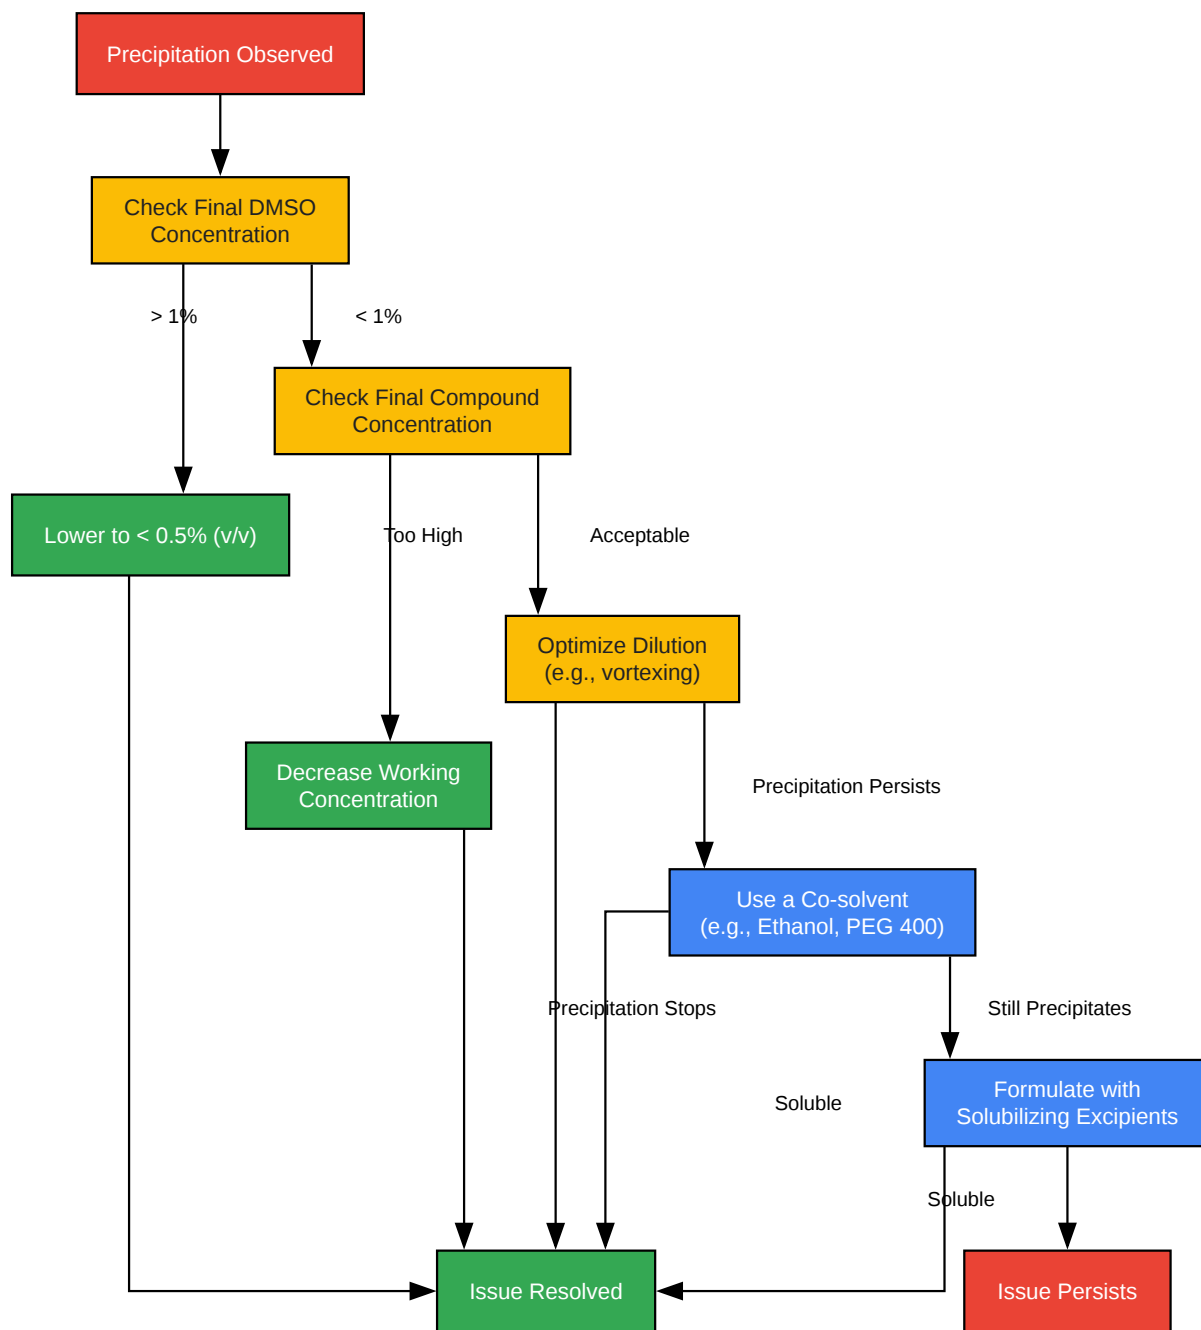 Precipitation Observed
Check Final DMSO
Concentration
> 1%
< 1%
Check Final Compound
Concentration
Lower to < 0.5% (v/v)
Too High
Acceptable
Optimize Dilution
(e.g., vortexing)
Decrease Working
Concentration
Precipitation Persists
Use a Co-solvent
(e.g., Ethanol, PEG 400)
Precipitation Stops
Still Precipitates
Soluble
Formulate with
Solubilizing Excipients
Soluble
Issue Resolved
Issue Persists